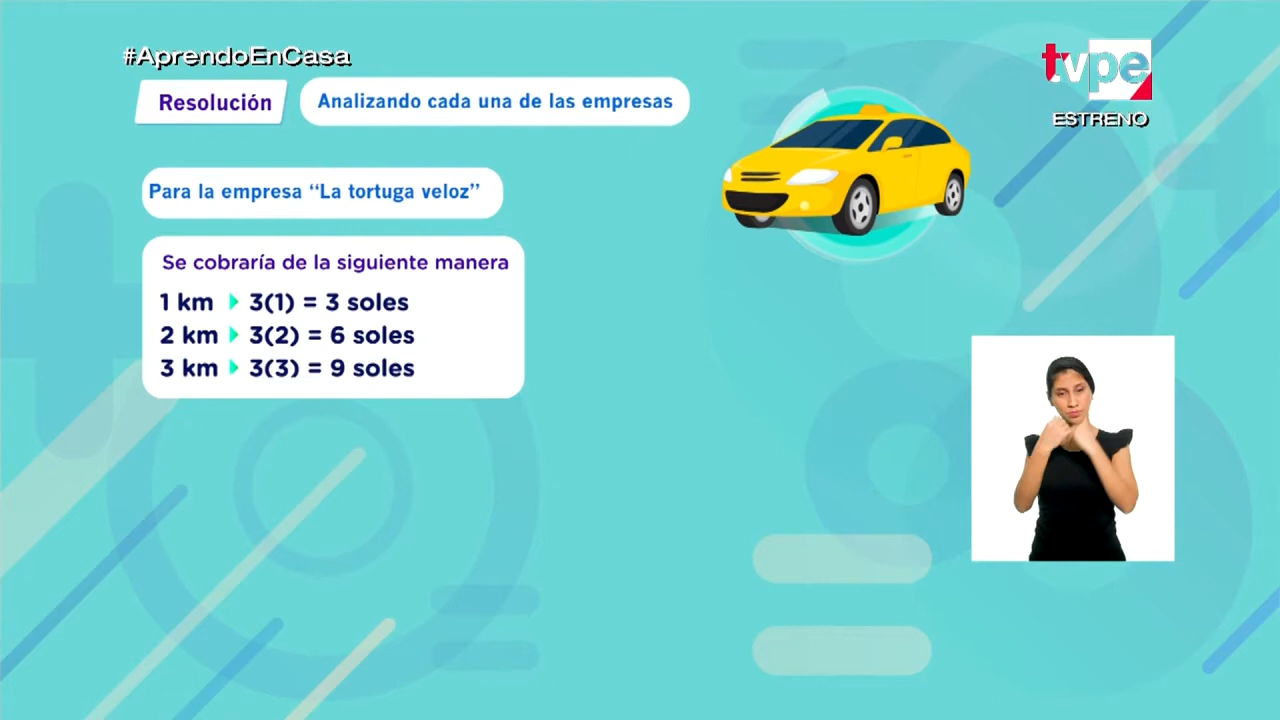 #AprendoEnCasa
tvpe
ESTRENO
Resolución
Analizando cada una de las empresas
Para la empresa “La tortuga veloz”
Se cobraría de la siguiente manera
1 km ▸ 3(1) = 3 soles
2 km ▸ 3(2) = 6 soles
3 km ▸ 3(3) = 9 soles